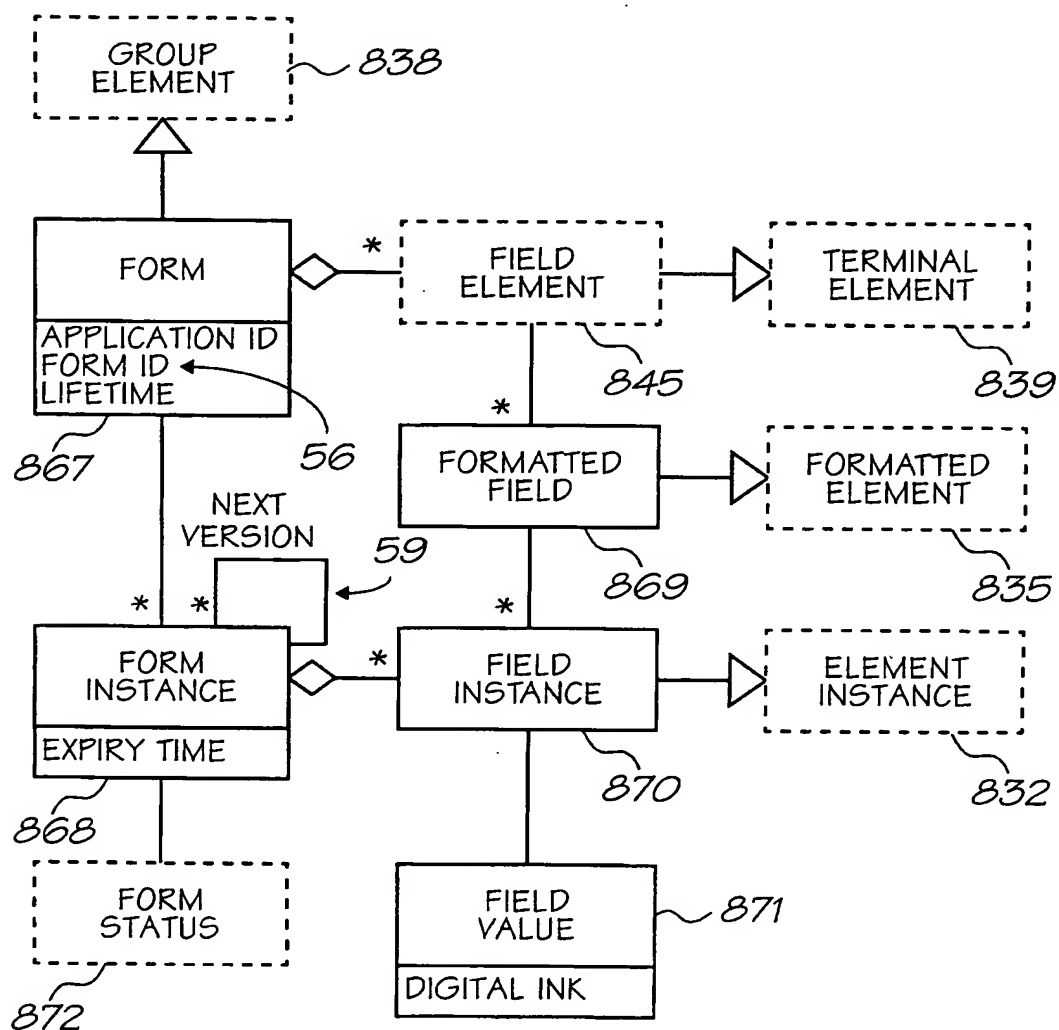 GROUP
ELEMENT
838
FORM
*
FIELD
ELEMENT
TERMINAL
ELEMENT
APPLICATION ID
FORM ID
LIFETIME
845
839
867
56
*
FORMATTED
FIELD
FORMATTED
ELEMENT
NEXT
VERSION
59
869
835
*
*
*
FORM
INSTANCE
*
FIELD
INSTANCE
ELEMENT
INSTANCE
EXPIRY TIME
868
870
832
FORM
STATUS
FIELD
VALUE
871
872
DIGITAL INK